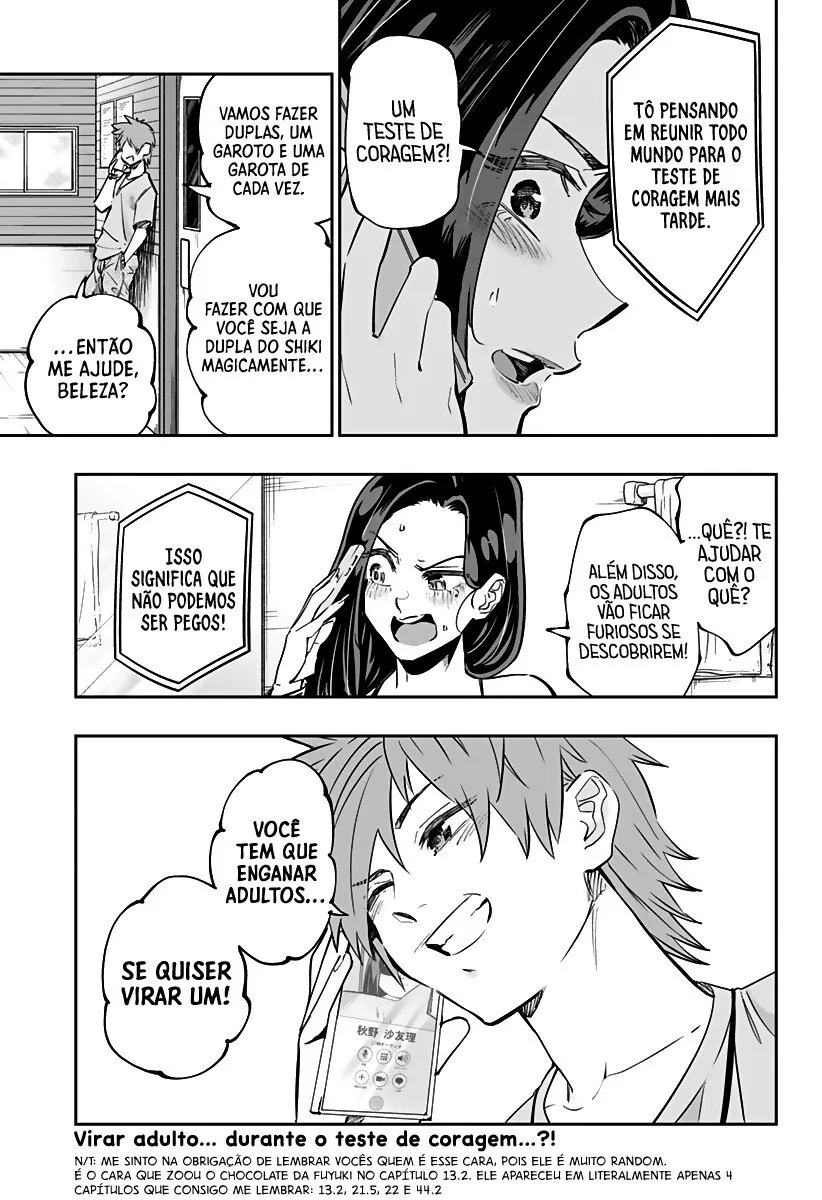 TÔ PENSANDO
EM REUNIR TODO
MUNDO PARA O
TESTE DE
CORAGEM MAIS
TARDE.
UM
TESTE DE
CORAGEM?!
VAMOS FAZER
DUPLAS, UM
GAROTO E UMA
GAROTA DE
CADA VEZ.
VOU
FAZER COM QUE
VOCÊ SEJA A
DUPLA DO SHIKI
MAGICAMENTE...
...ENTÃO
ME AJUDE,
BELEZA?
...QUÊ?! TE
AJUDAR
COM O
QUÊ?
ALÉM DISSO,
OS ADULTOS
VÃO FICAR
FURIOSOS SE
DESCOBRIREM!
ISSO
SIGNIFICA QUE
NÃO PODEMOS
SER PEGOS!
VOCÊ
TEM QUE
ENGANAR
ADULTOS...
SE QUISER
VIRAR UM!
秋野 沙友理
Virar adulto... durante o teste de coragem...?!
N/T: ME SINTO NA OBRIGAÇÃO DE LEMBRAR VOCÊS QUEM É ESSE CARA, POIS ELE É MUITO RANDOM.
É O CARA QUE ZOOU O CHOCOLATE DA FUYUKI NO CAPÍTULO 13.2. ELE APARECEU EM LITERALMENTE APENAS 4
CAPÍTULOS QUE CONSIGO ME LEMBRAR: 13.2, 21.5, 22 E 44.2